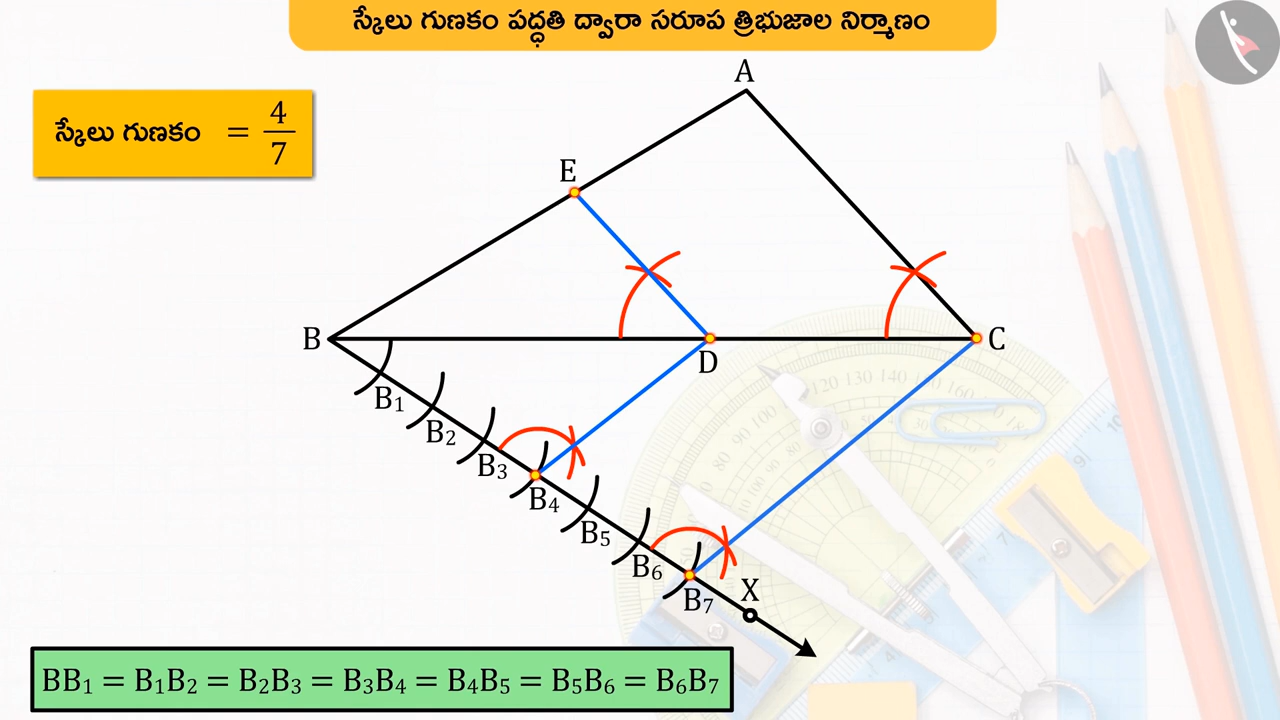 స్కేలు గుణకం పద్ధతి ద్వారా సరూప త్రిభుజాల నిర్మాణం
స్కేలు గుణకం = 4/7
A
E
B
C
D
B₁
B₂
B₃
B₄
B₅
B₆
B₇
X
BB₁ = B₁B₂ = B₂B₃ = B₃B₄ = B₄B₅ = B₅B₆ = B₆B₇